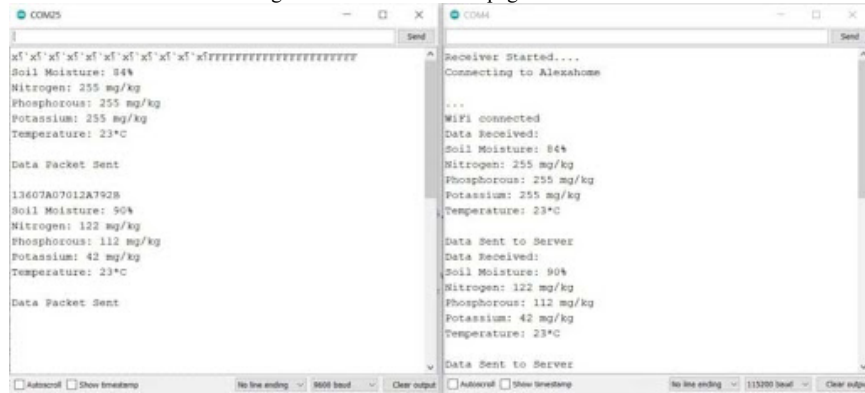 COM25
Send
Soil Moisture: 84%
Nitrogen: 255 mg/kg
Phosphorous: 255 mg/kg
Potassium: 255 mg/kg
Temperature: 23*C
Data Packet Sent
13607A07012A792B
Soil Moisture: 90%
Nitrogen: 122 mg/kg
Phosphorous: 112 mg/kg
Potassium: 42 mg/kg
Temperature: 23*C
Data Packet Sent
Autoscroll Show timestamp No line ending 9600 baud Clear output
COM4
Send
Receiver Started....
Connecting to Alexahome
...
WiFi connected
Data Received:
Soil Moisture: 84%
Nitrogen: 255 mg/kg
Phosphorous: 255 mg/kg
Potassium: 255 mg/kg
Temperature: 23*C
Data Sent to Server
Data Received:
Soil Moisture: 90%
Nitrogen: 122 mg/kg
Phosphorous: 112 mg/kg
Potassium: 42 mg/kg
Temperature: 23*C
Data Sent to Server
Autoscroll Show timestamp No line ending 115200 baud Clear outpu